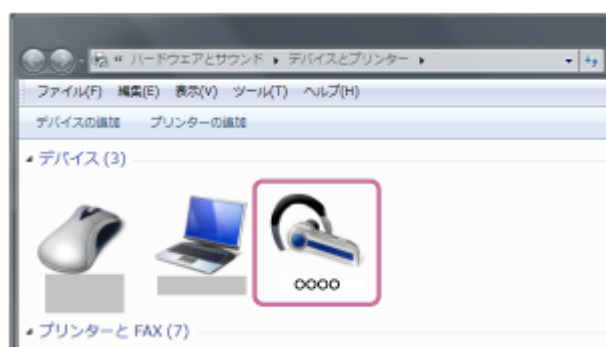 « ハードウェアとサウンド ▸ デバイスとプリンター ▸
ファイル(F) 編集(E) 表示(V) ツール(T) ヘルプ(H)
デバイスの追加 プリンターの追加
デバイス (3)
○○○○
プリンターと FAX (7)